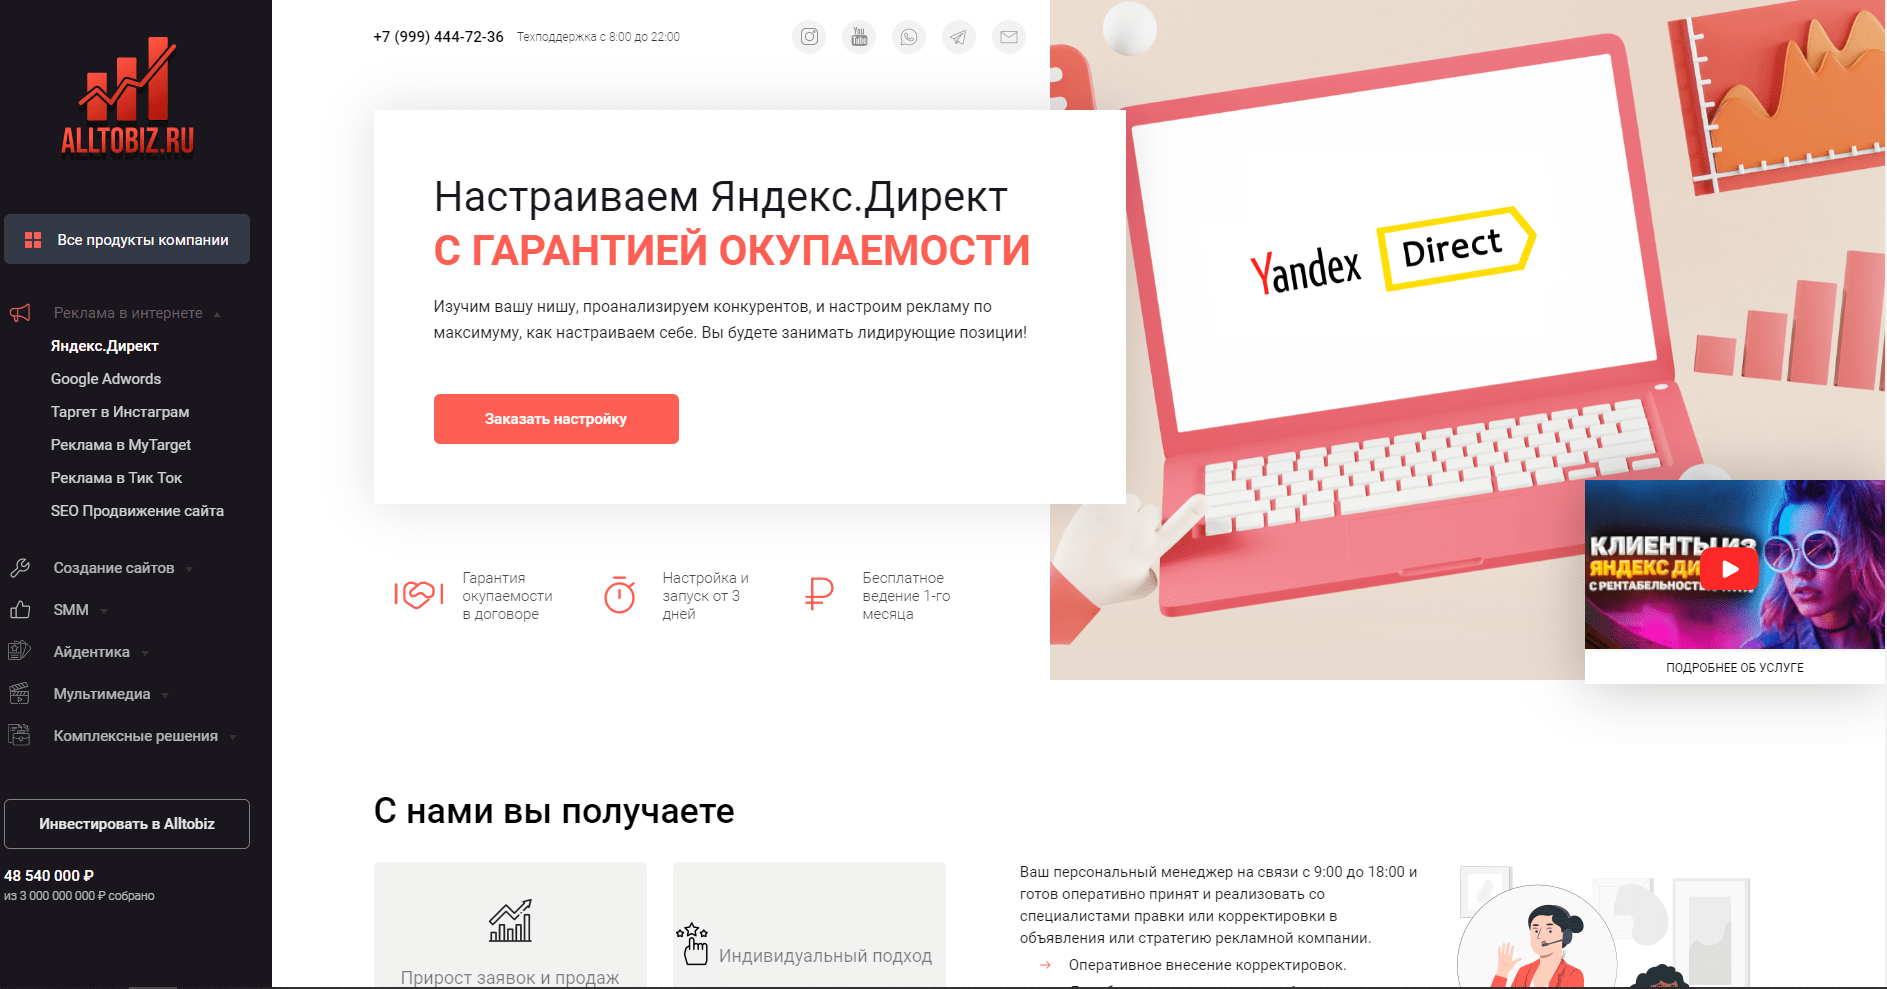 ALLTOBIZ.RU
Все продукты компании
Реклама в интернете
Яндекс.Директ
Google Adwords
Таргет в Инстаграм
Реклама в MyTarget
Реклама в Тик Ток
SEO Продвижение сайта
Создание сайтов
SMM
Айдентика
Мультимедиа
Комплексные решения
Инвестировать в Alltobiz
48 540 000 ₽
из 3 000 000 000 ₽ собрано
+7 (999) 444-72-36 Техподдержка с 8:00 до 22:00
You Tube
Настраиваем Яндекс.Директ
С ГАРАНТИЕЙ ОКУПАЕМОСТИ
Изучим вашу нишу, проанализируем конкурентов, и настроим рекламу по
максимуму, как настраиваем себе. Вы будете занимать лидирующие позиции!
Заказать настройку
Yandex Direct
Гарантия
окупаемости
в договоре
Настройка и
запуск от 3
дней
Бесплатное
ведение 1-го
месяца
КЛИЕНТЫ ИЗ
ЯНДЕКС
С
ПОДРОБНЕЕ ОБ УСЛУГЕ
С нами вы получаете
Прирост заявок и продаж
Индивидуальный подход
Ваш персональный менеджер на связи с 9:00 до 18:00 и
готов оперативно принят и реализовать со
специалистами правки или корректировки в
объявления или стратегию рекламной компании.
Оперативное внесение корректировок.